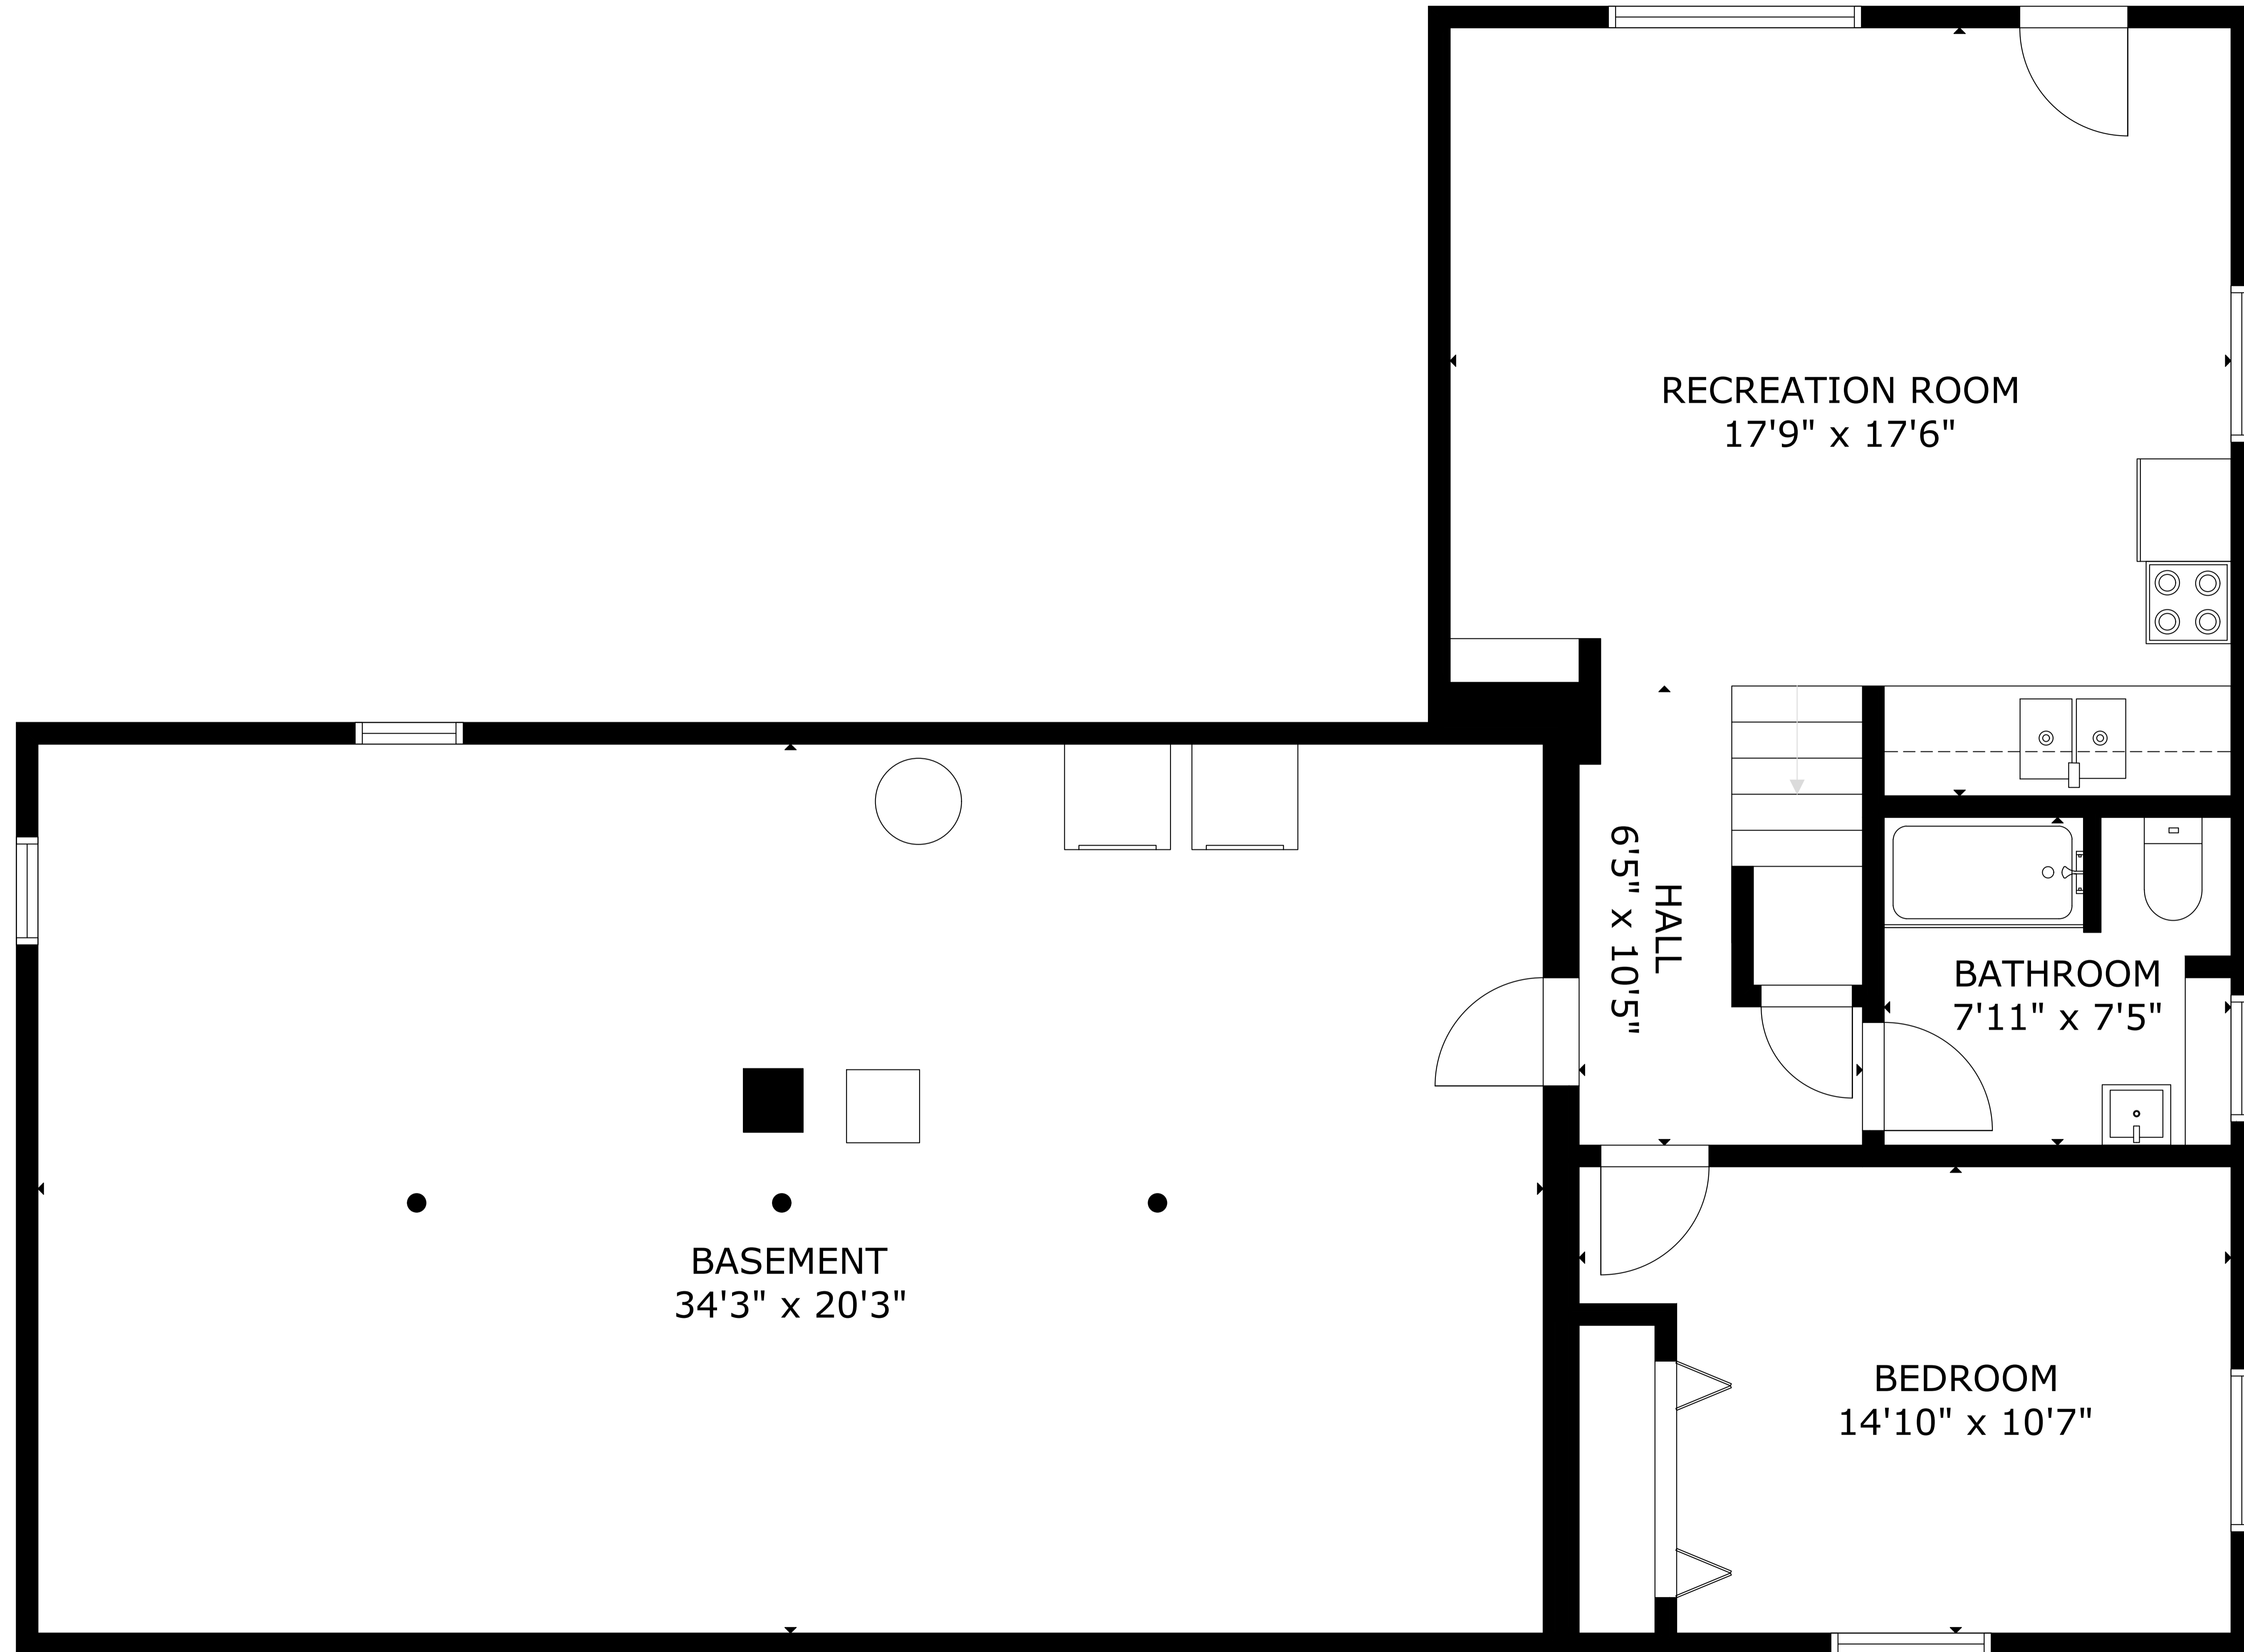 RECREATION ROOM
17'9" x 17'6"
HALL
6'5" x 10'5"
BATHROOM
7'11" x 7'5"
BASEMENT
34'3" x 20'3"
BEDROOM
14'10" x 10'7"